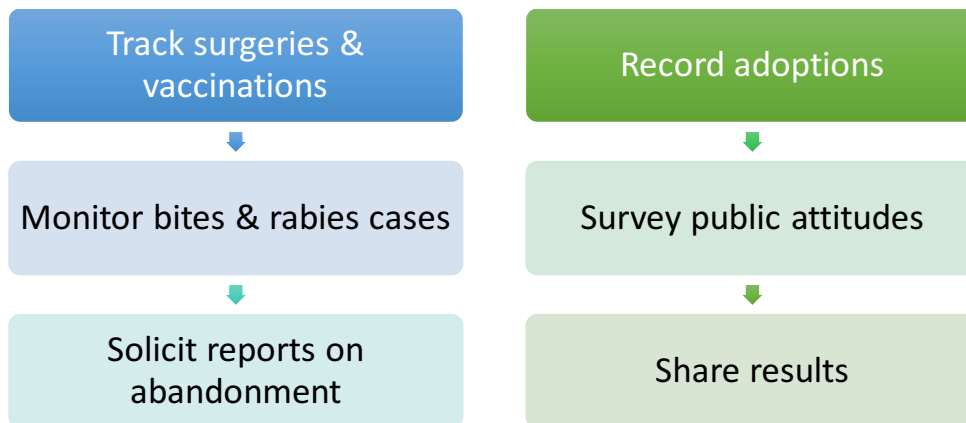 Track surgeries &
vaccinations
Monitor bites & rabies cases
Solicit reports on
abandonment
Record adoptions
Survey public attitudes
Share results